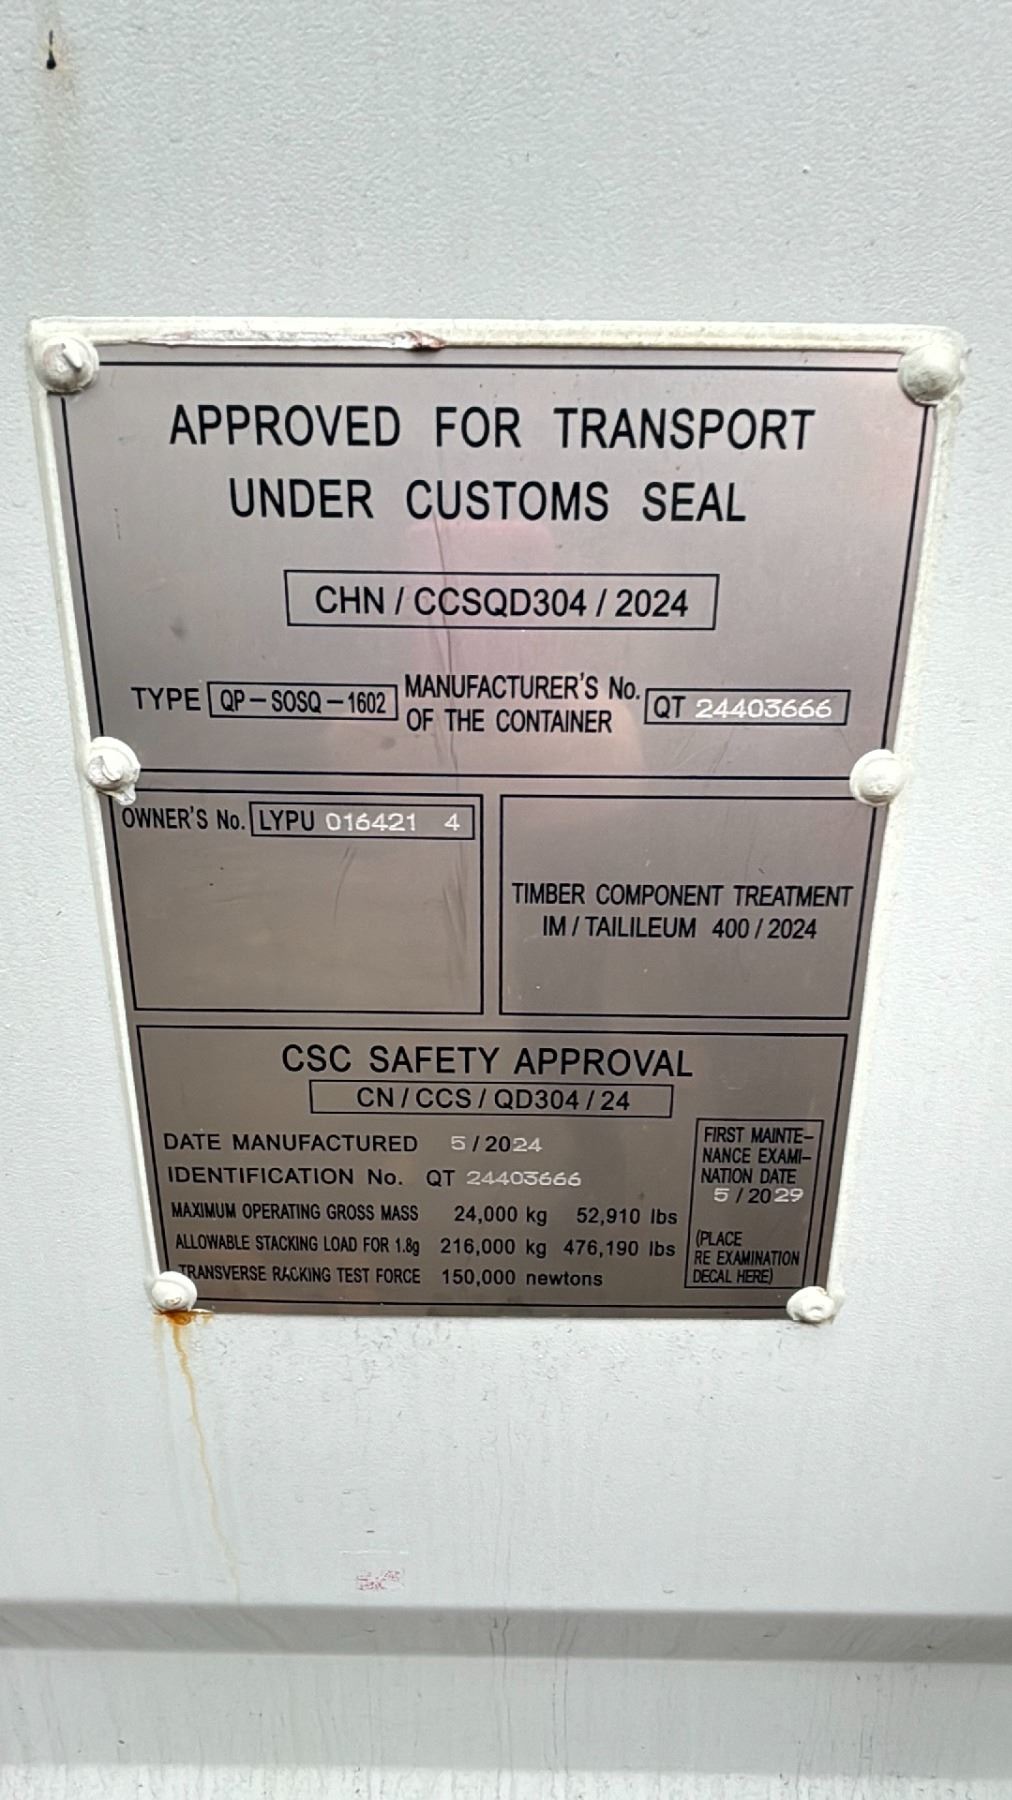 APPROVED FOR TRANSPORT
UNDER CUSTOMS SEAL
CHN / CCSQD304 / 2024
TYPE QP-SOSQ-1602
MANUFACTURER'S No.
OF THE CONTAINER
QT 24403666
OWNER'S No. LYPU 016421 4
TIMBER COMPONENT TREATMENT
IM / TAILILEUM 400 / 2024
CSC SAFETY APPROVAL
CN / CCS / QD304 / 24
DATE MANUFACTURED 5 / 2024
IDENTIFICATION No. QT 24403666
MAXIMUM OPERATING GROSS MASS 24,000 kg 52,910 lbs
ALLOWABLE STACKING LOAD FOR 1.8g 216,000 kg 476,190 lbs
TRANSVERSE RACKING TEST FORCE 150,000 newtons
FIRST MAINTE-
NANCE EXAMI-
NATION DATE
5 / 2029
(PLACE
RE EXAMINATION
DECAL HERE)